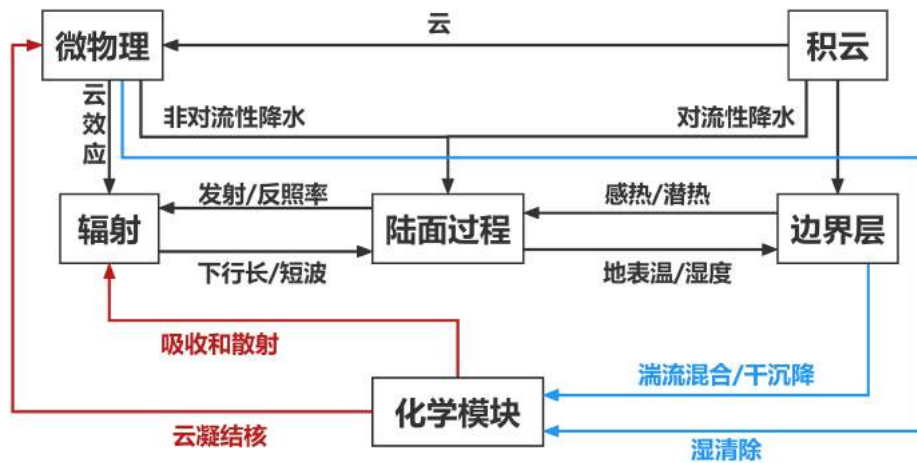 云
微物理
积云
云效应
非对流性降水
对流性降水
发射/反照率
感热/潜热
辐射
陆面过程
边界层
下行长/短波
地表温/湿度
吸收和散射
湍流混合/干沉降
化学模块
云凝结核
湿清除